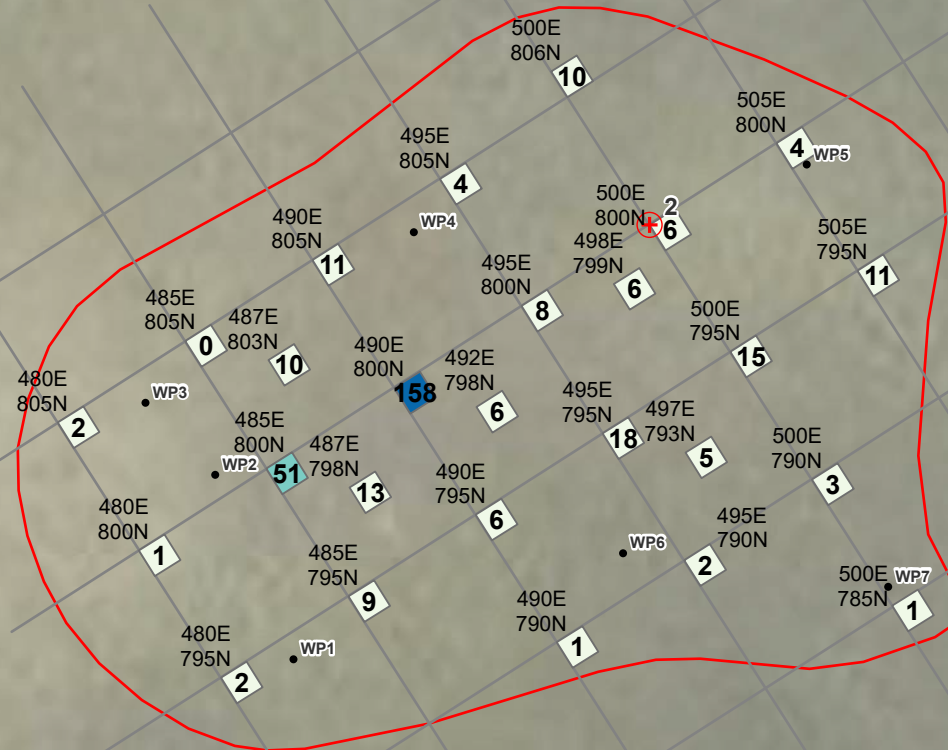 500E
806N
10
505E
800N
4
WP5
495E
805N
4
500E
800N
2
6
490E
805N
11
WP4
498E
799N
6
505E
795N
11
495E
800N
8
485E
805N
0
487E
803N
10
500E
795N
15
490E
800N
158
492E
798N
6
480E
805N
2
WP3
495E
795N
18
497E
793N
5
485E
800N
51
WP2
487E
798N
13
500E
790N
3
490E
795N
6
480E
800N
1
495E
790N
2
WP6
485E
795N
9
500E
785N
WP7
1
490E
790N
1
480E
795N
2
WP1